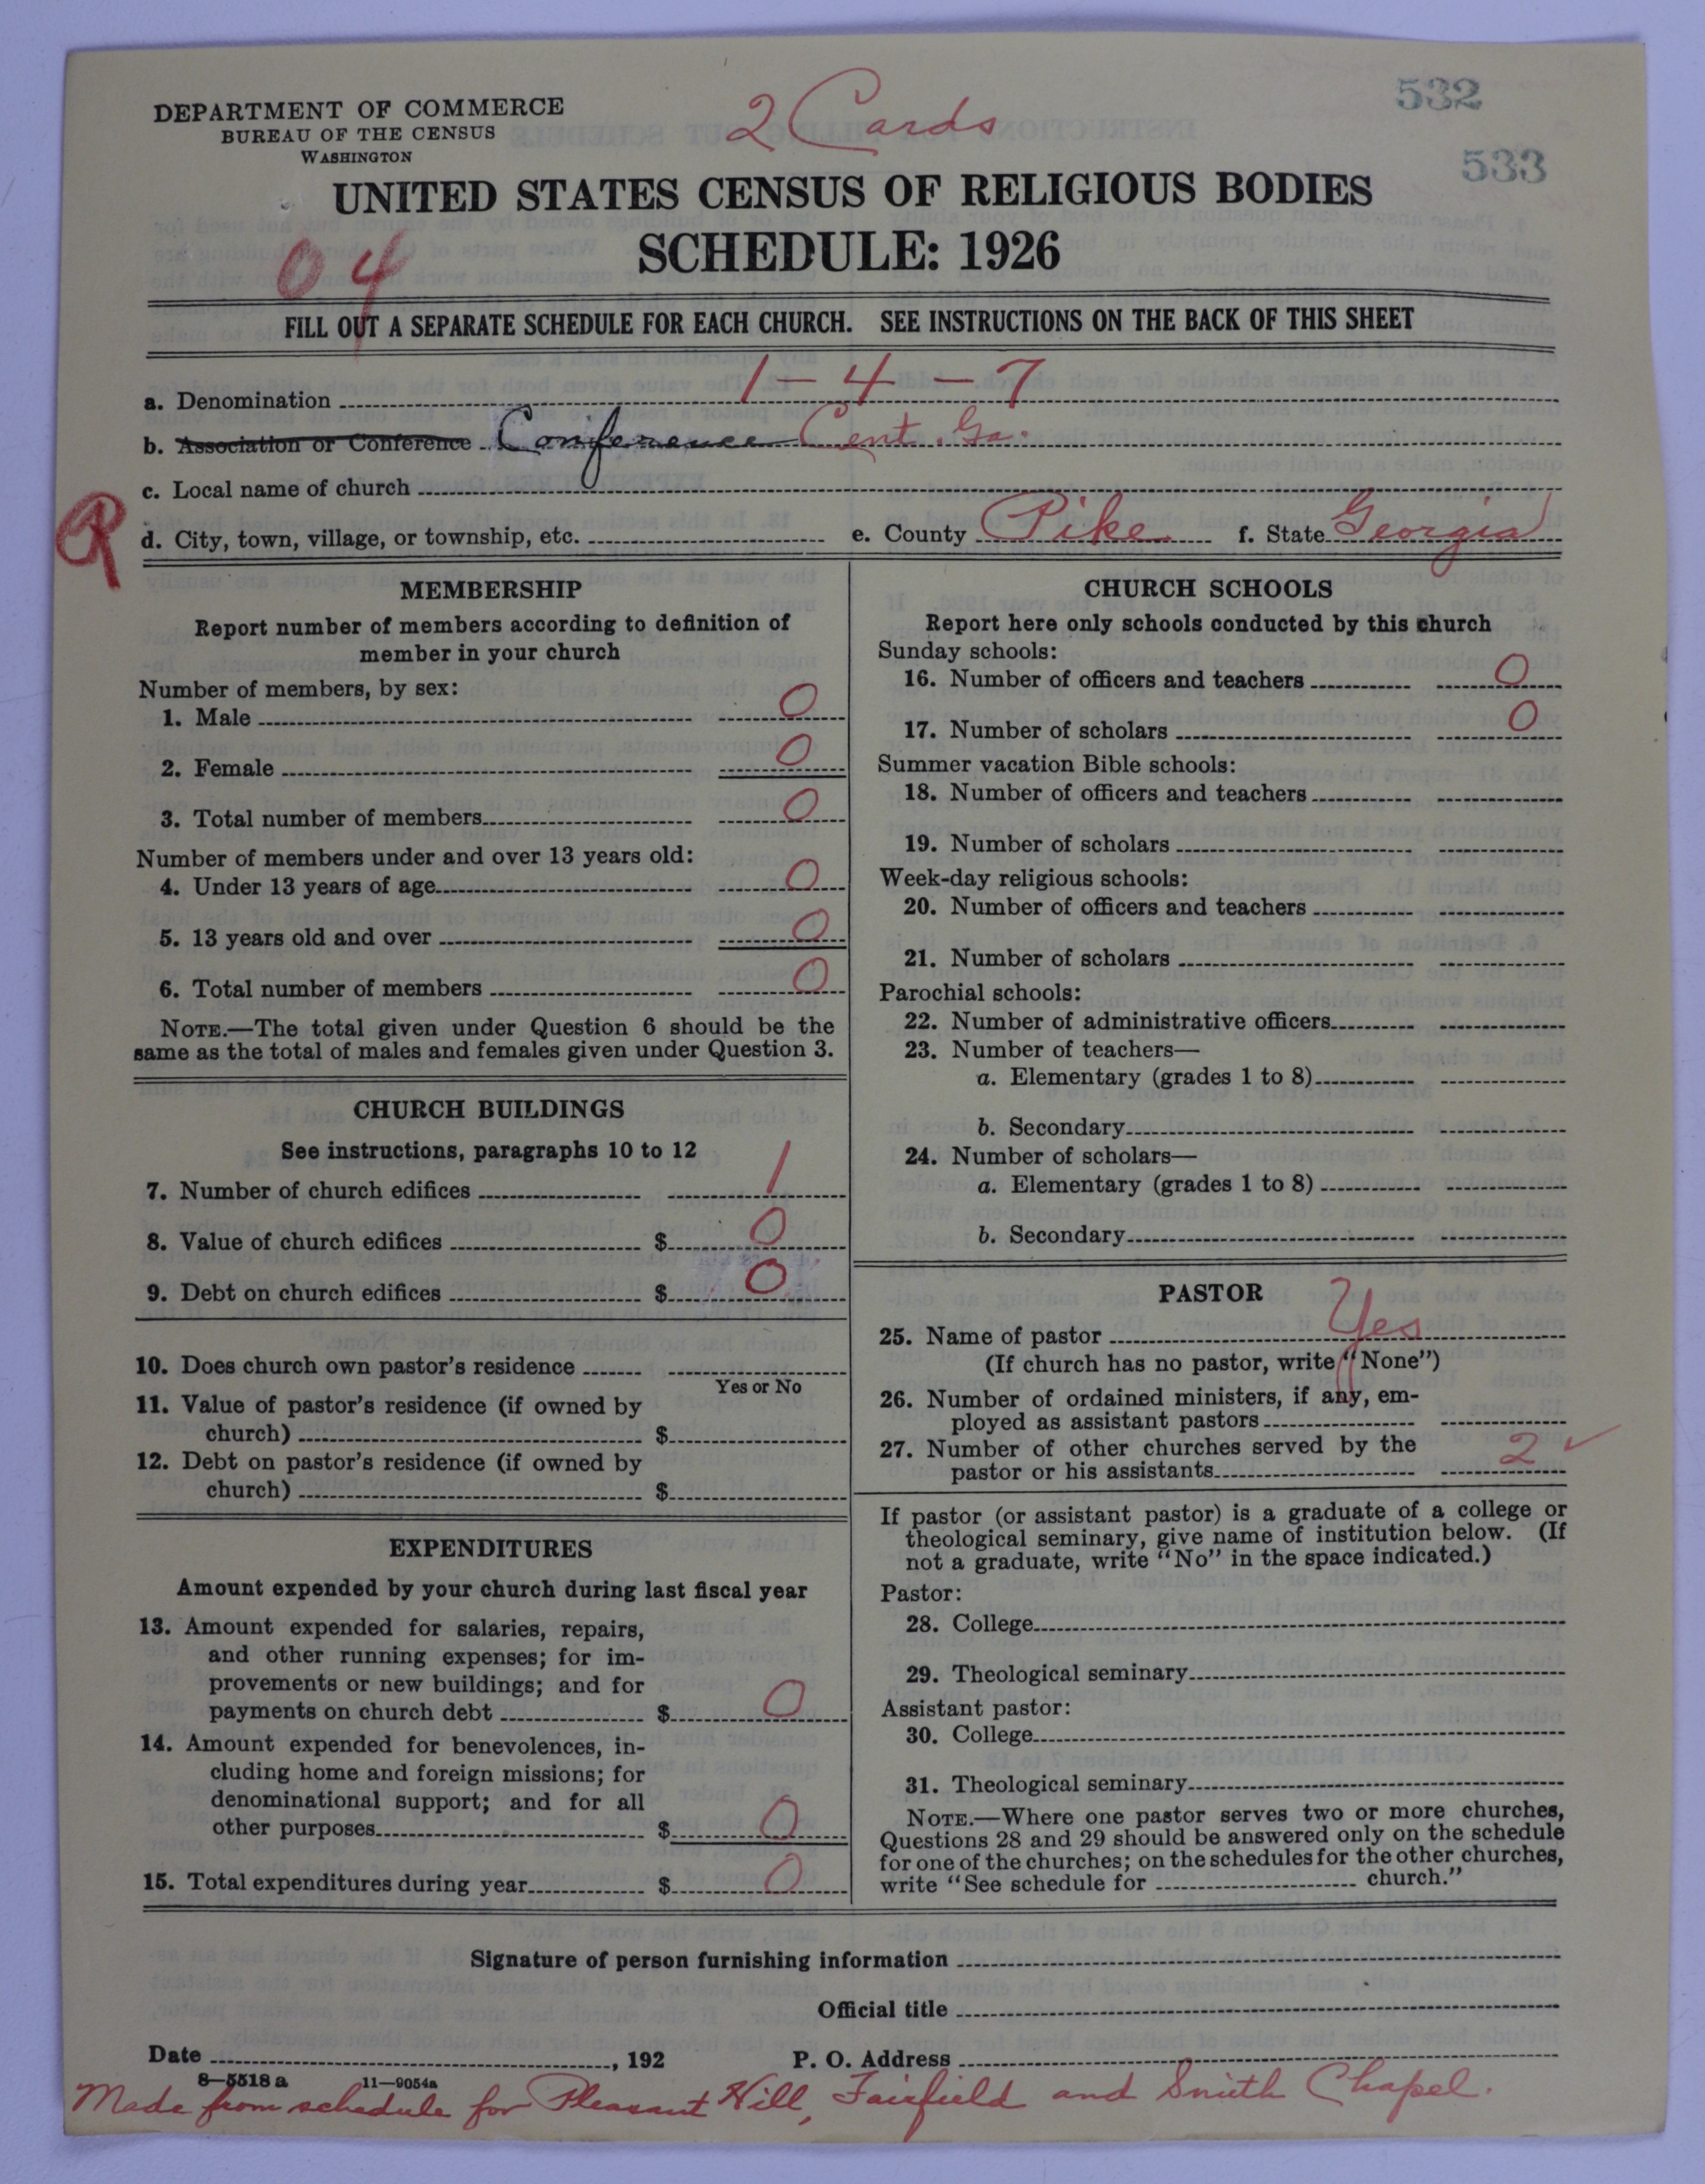 532
533
2 Cards
DEPARTMENT OF COMMERCE
BUREAU OF THE CENSUS
WASHINGTON
UNITED STATES CENSUS OF RELIGIOUS BODIES
SCHEDULE: 1926
04
FILL OUT A SEPARATE SCHEDULE FOR EACH CHURCH. SEE INSTRUCTIONS ON THE BACK OF THIS SHEET
a. Denomination 1-4-7
b. Association or Conference Conference Cent. Ga.
c. Local name of church
R
d. City, town, village, or township, etc. e. County Pike f. State Georgia
MEMBERSHIP
Report number of members according to definition of
member in your church
Number of members, by sex:
1. Male 0
2. Female 0
3. Total number of members 0
Number of members under and over 13 years old:
4. Under 13 years of age 0
5. 13 years old and over 0
6. Total number of members 0
NOTE.—The total given under Question 6 should be the
same as the total of males and females given under Question 3.
CHURCH BUILDINGS
See instructions, paragraphs 10 to 12
7. Number of church edifices 1
8. Value of church edifices $ 0
9. Debt on church edifices $ 0
10. Does church own pastor's residence
Yes or No
11. Value of pastor's residence (if owned by
church) $
12. Debt on pastor's residence (if owned by
church) $
EXPENDITURES
Amount expended by your church during last fiscal year
13. Amount expended for salaries, repairs,
and other running expenses; for im-
provements or new buildings; and for
payments on church debt $ 0
14. Amount expended for benevolences, in-
cluding home and foreign missions; for
denominational support; and for all
other purposes $ 0
15. Total expenditures during year $ 0
CHURCH SCHOOLS
Report here only schools conducted by this church
Sunday schools:
16. Number of officers and teachers 0
17. Number of scholars 0
Summer vacation Bible schools:
18. Number of officers and teachers
19. Number of scholars
Week-day religious schools:
20. Number of officers and teachers
21. Number of scholars
Parochial schools:
22. Number of administrative officers
23. Number of teachers—
a. Elementary (grades 1 to 8)
b. Secondary
24. Number of scholars—
a. Elementary (grades 1 to 8)
b. Secondary
PASTOR
25. Name of pastor Yes
(If church has no pastor, write "None")
26. Number of ordained ministers, if any, em-
ployed as assistant pastors
27. Number of other churches served by the
pastor or his assistants 2 ✓
If pastor (or assistant pastor) is a graduate of a college or
theological seminary, give name of institution below. (If
not a graduate, write "No" in the space indicated.)
Pastor:
28. College
29. Theological seminary
Assistant pastor:
30. College
31. Theological seminary
NOTE.—Where one pastor serves two or more churches,
Questions 28 and 29 should be answered only on the schedule
for one of the churches; on the schedules for the other churches,
write "See schedule for church."
Signature of person furnishing information
Official title
Date , 192 P. O. Address
8—5518 a 11—9054a
Made from schedule for Pleasant Hill, Fairfield and Smith Chapel.